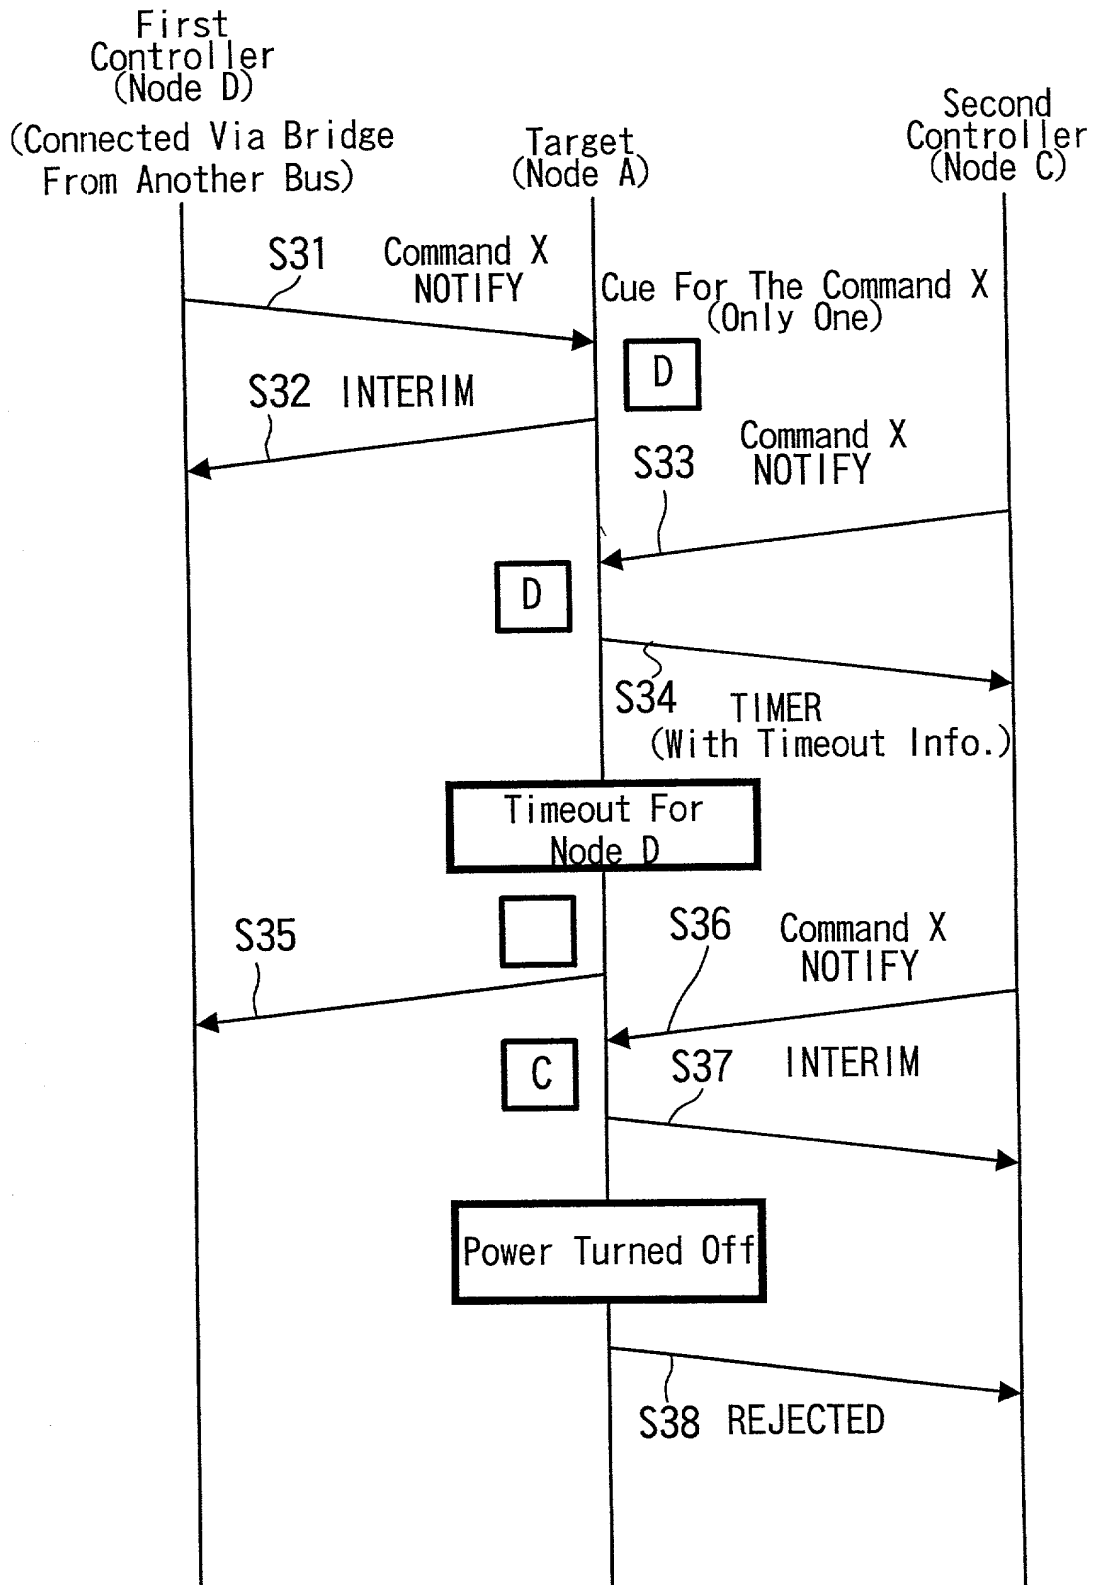 First
Controller
(Node D)
(Connected Via Bridge
From Another Bus)
Target
(Node A)
Second
Controller
(Node C)
S31
Command X
NOTIFY
Cue For The Command X
(Only One)
D
S32 INTERIM
Command X
NOTIFY
S33
D
S34
TIMER
(With Timeout Info.)
Timeout For
Node D
S35
S36
Command X
NOTIFY
C
S37
INTERIM
Power Turned Off
S38 REJECTED